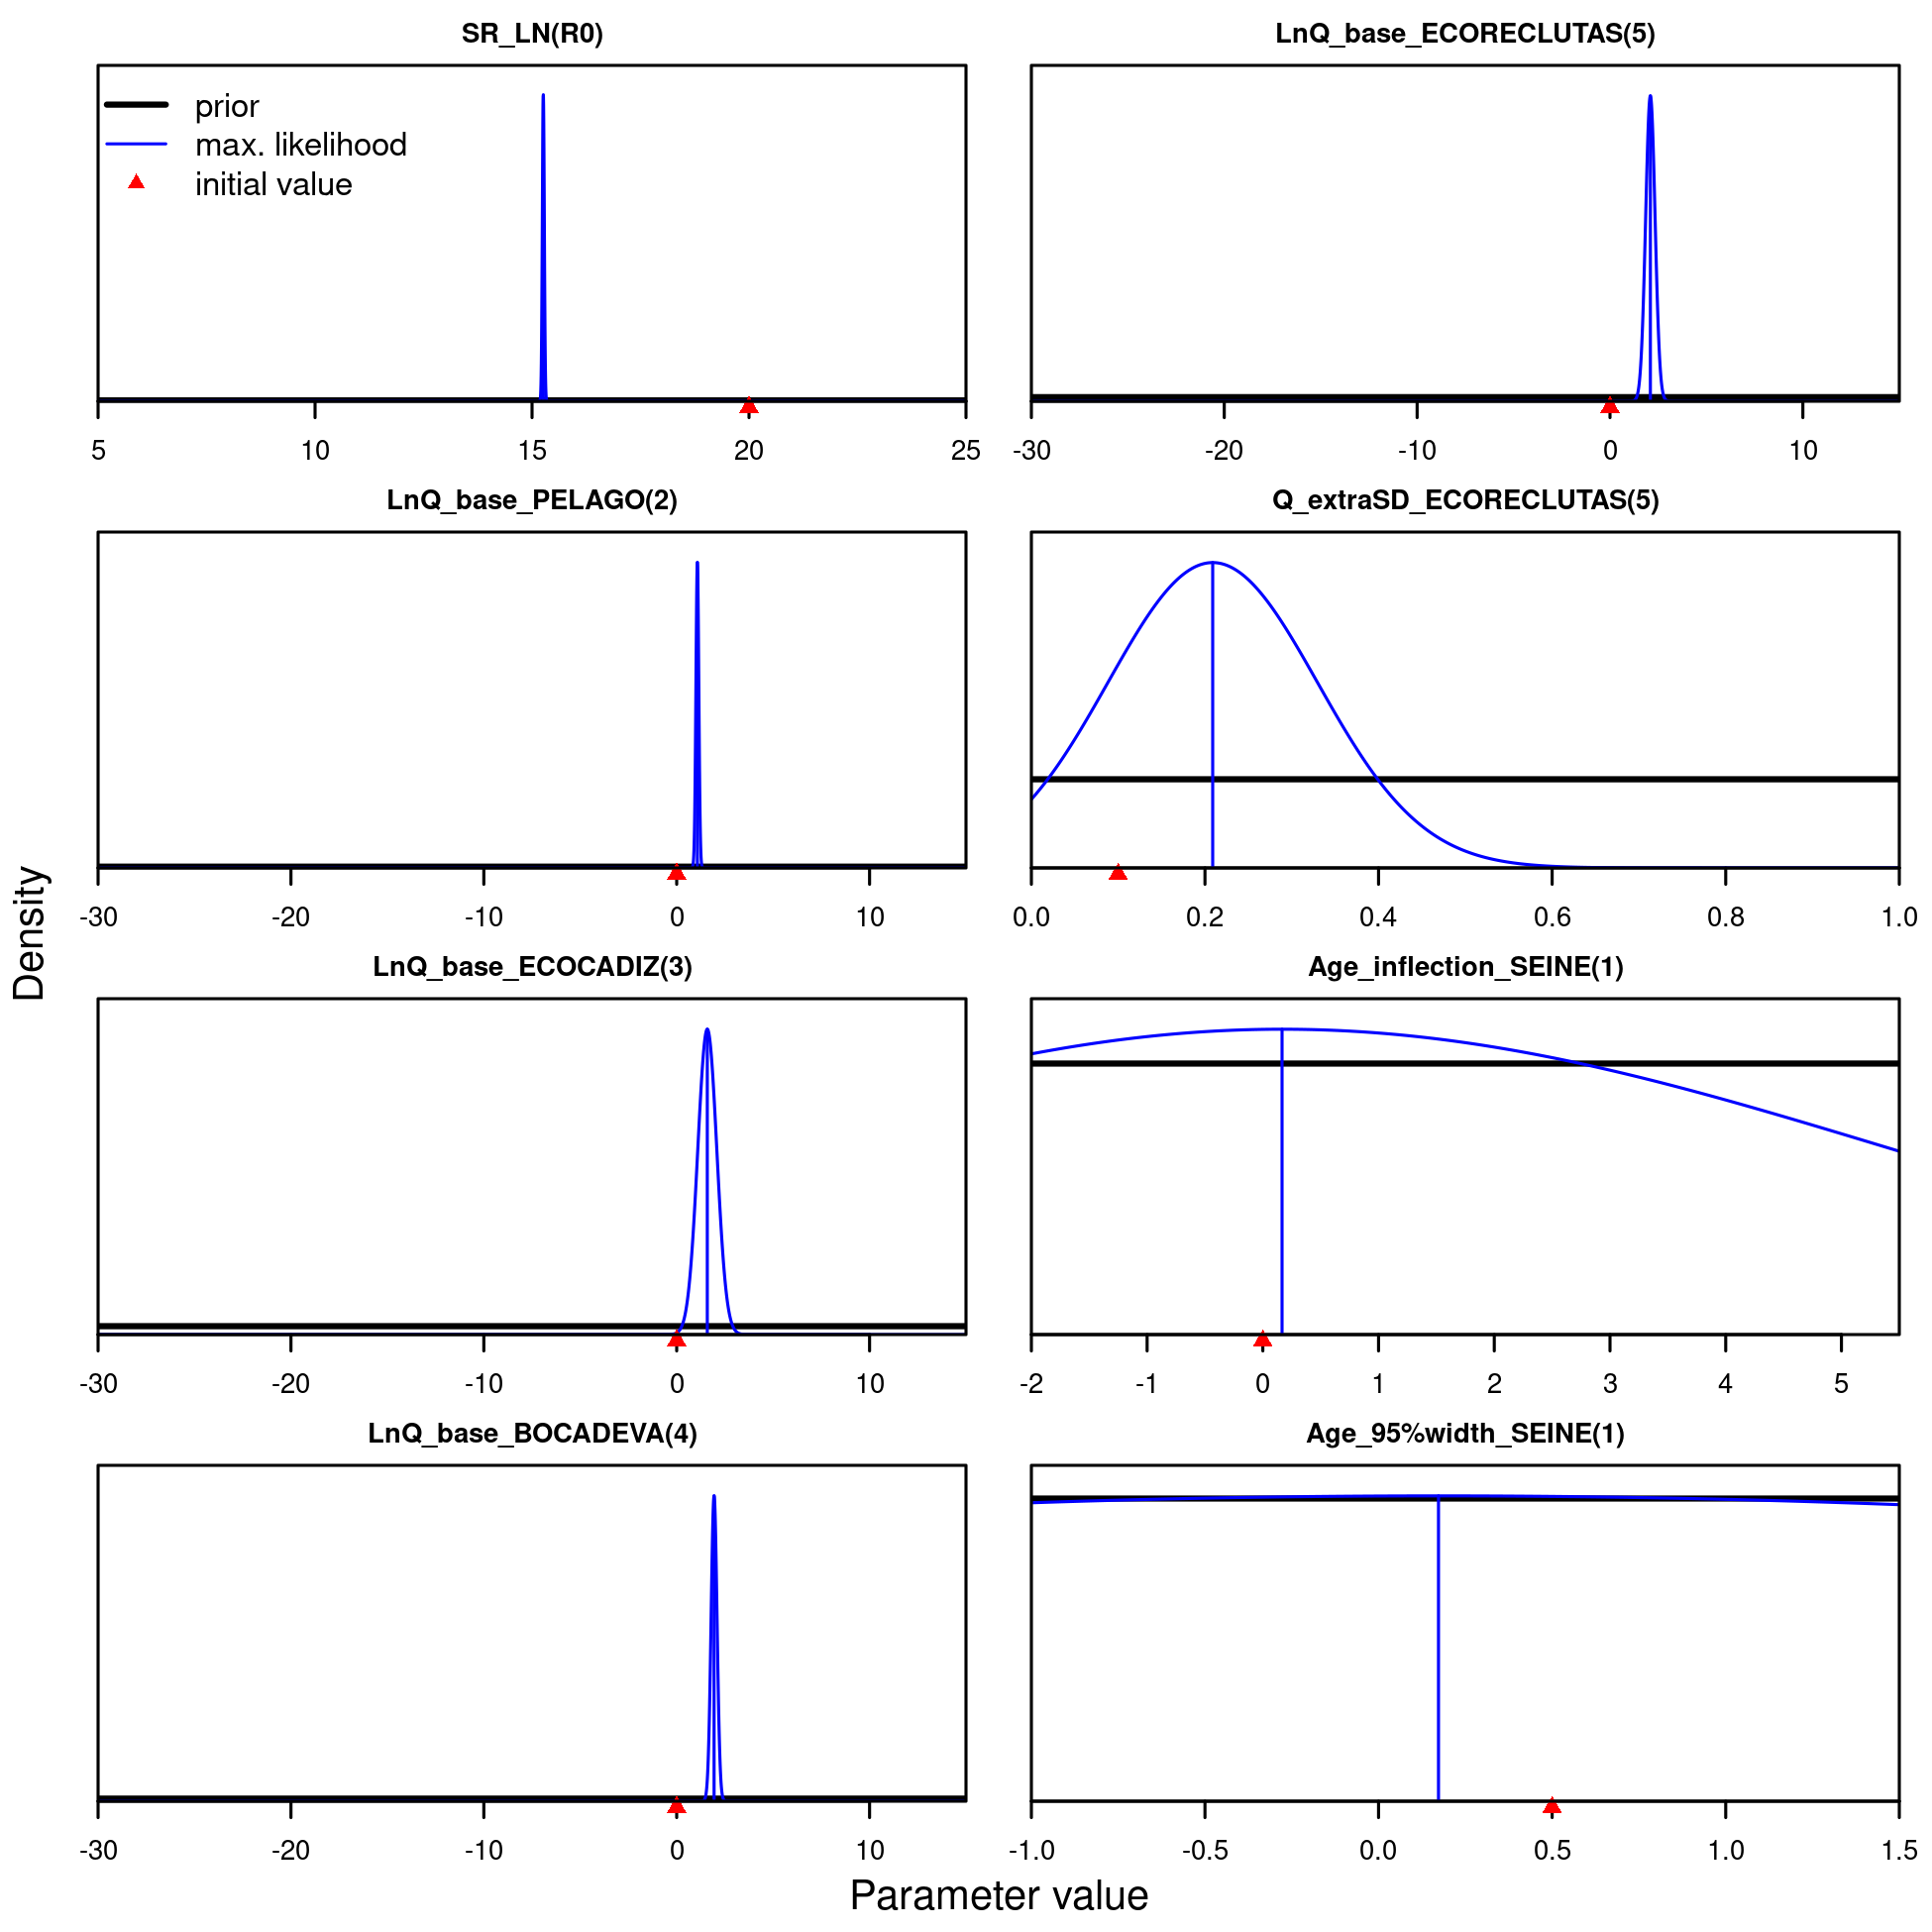 SR_LN(R0)
prior
max. likelihood
initial value
5 10 15 20 25
LnQ_base_ECORECLUTAS(5)
-30 -20 -10 0 10
LnQ_base_PELAGO(2)
-30 -20 -10 0 10
Q_extraSD_ECORECLUTAS(5)
0.0 0.2 0.4 0.6 0.8 1.0
LnQ_base_ECOCADIZ(3)
-30 -20 -10 0 10
Age_inflection_SEINE(1)
-2 -1 0 1 2 3 4 5
LnQ_base_BOCADEVA(4)
-30 -20 -10 0 10
Age_95%width_SEINE(1)
-1.0 -0.5 0.0 0.5 1.0 1.5
Density
Parameter value